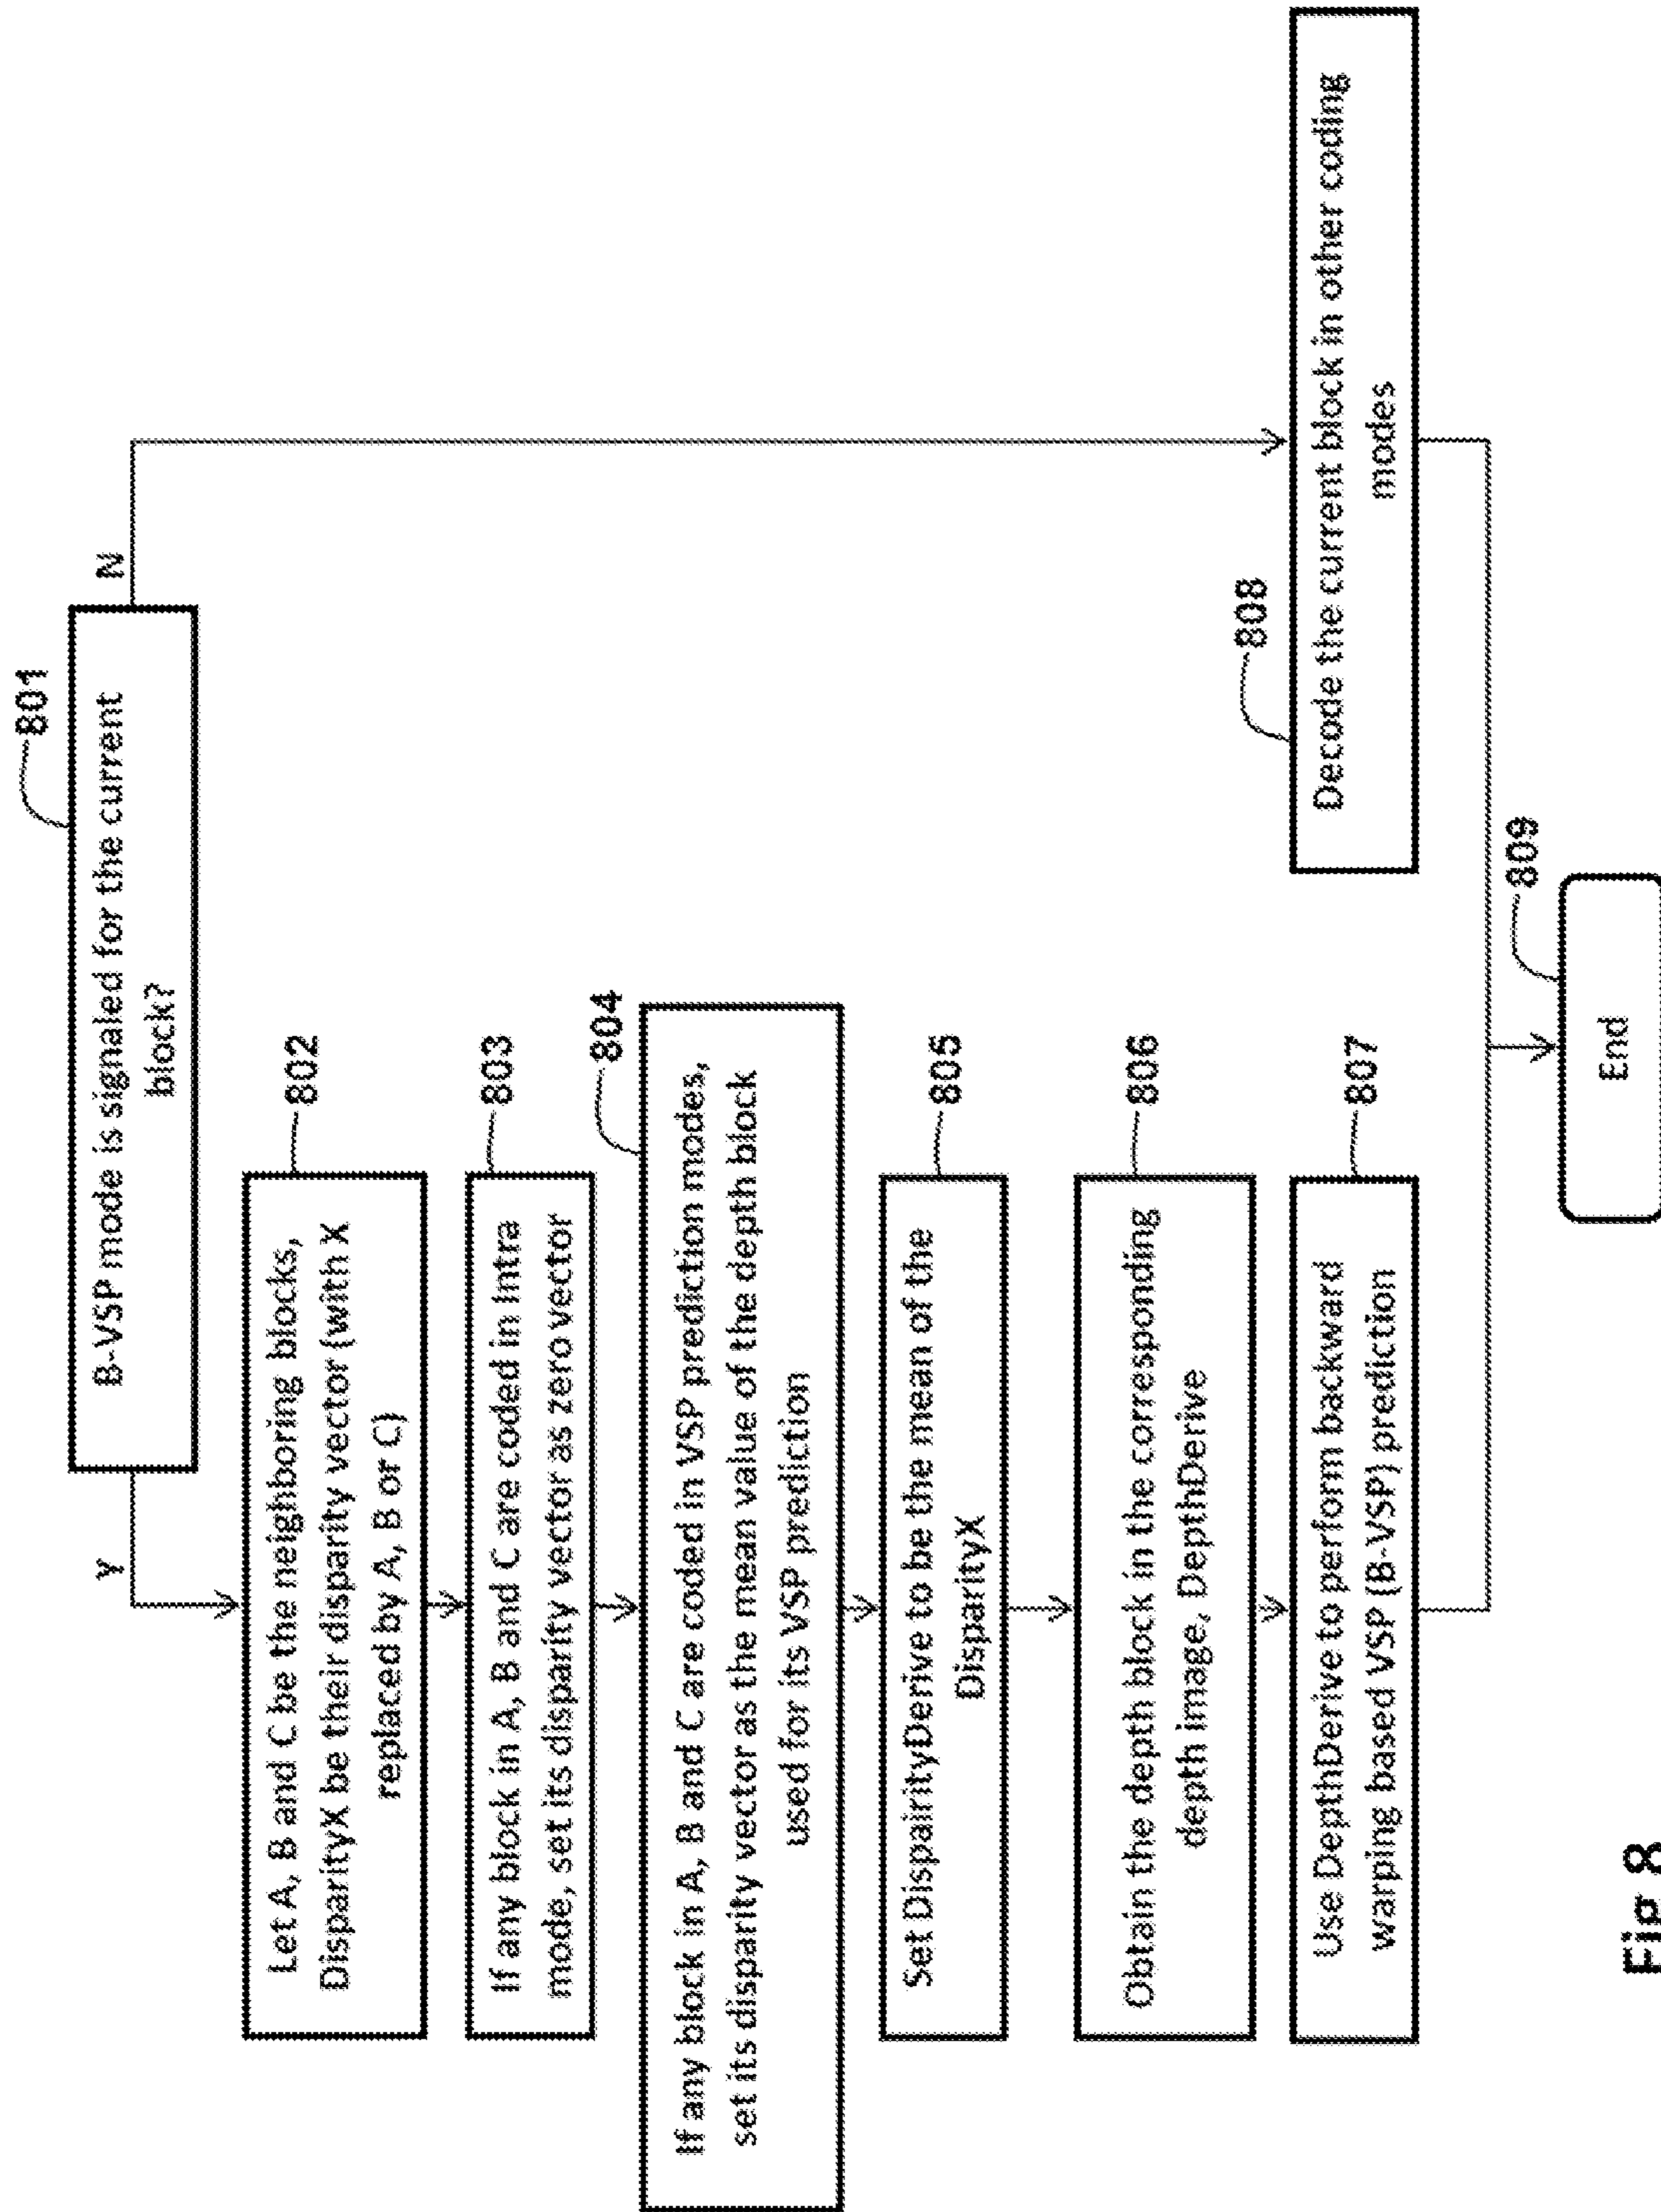 801
B-VSP mode is signaled for the current
block?
Y
N
802
Let A, B and C be the neighboring blocks,
DisparityX be their disparity vector (with X
replaced by A, B or C)
803
If any block in A, B and C are coded in Intra
mode, set its disparity vector as zero vector
804
If any block in A, B and C are coded in VSP prediction modes,
set its disparity vector as the mean value of the depth block
used for its VSP prediction
805
Set DispairityDerive to be the mean of the
DisparityX
806
Obtain the depth block in the corresponding
depth image, DepthDerive
807
Use DepthDerive to perform backward
warping based VSP (B-VSP) prediction
808
Decode the current block in other coding
modes
809
End
Fig 8